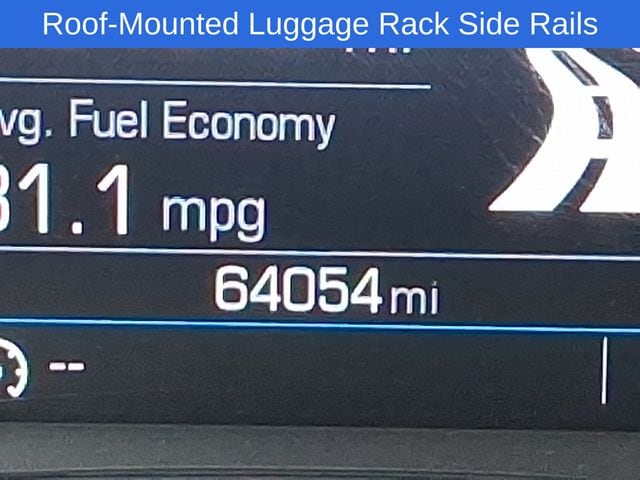 Roof-Mounted Luggage Rack Side Rails
vg. Fuel Economy
31.1 mpg
64054 mi
--